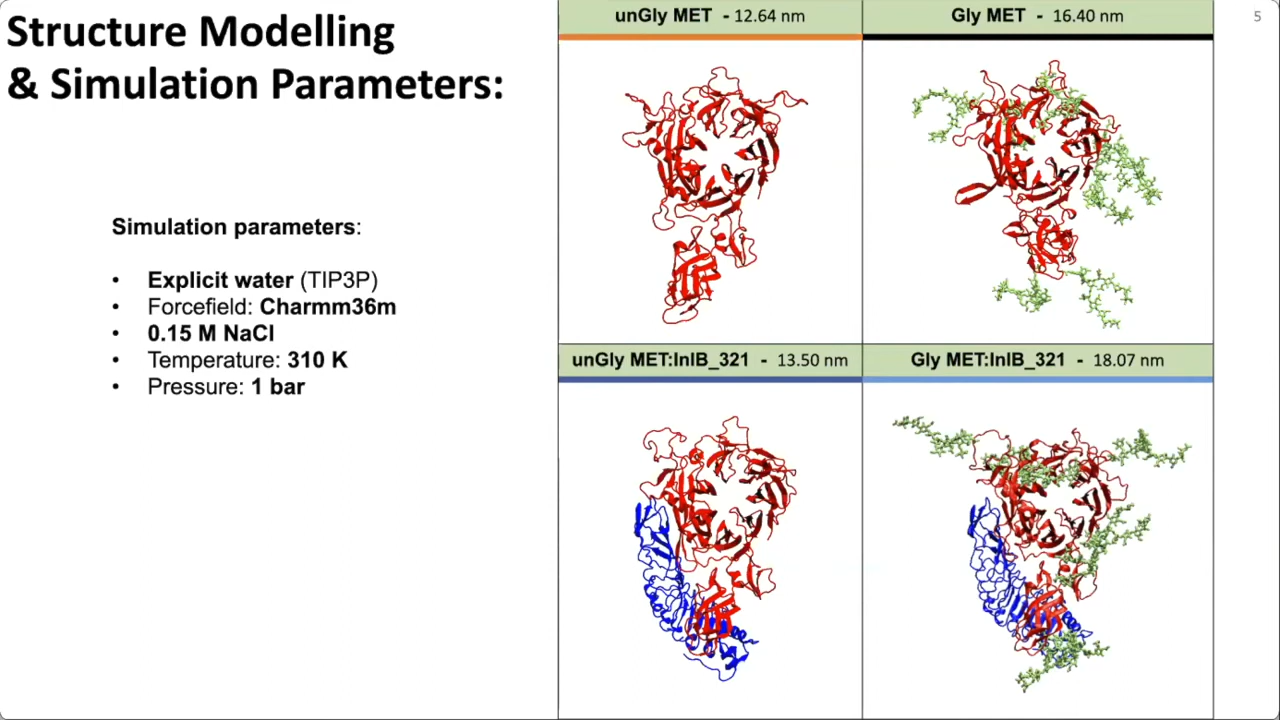 Structure Modelling
& Simulation Parameters:
Simulation parameters:
• Explicit water (TIP3P)
• Forcefield: Charmm36m
• 0.15 M NaCl
• Temperature: 310 K
• Pressure: 1 bar
unGly MET - 12.64 nm
Gly MET - 16.40 nm
5
unGly MET:InlB_321 - 13.50 nm
Gly MET:InlB_321 - 18.07 nm